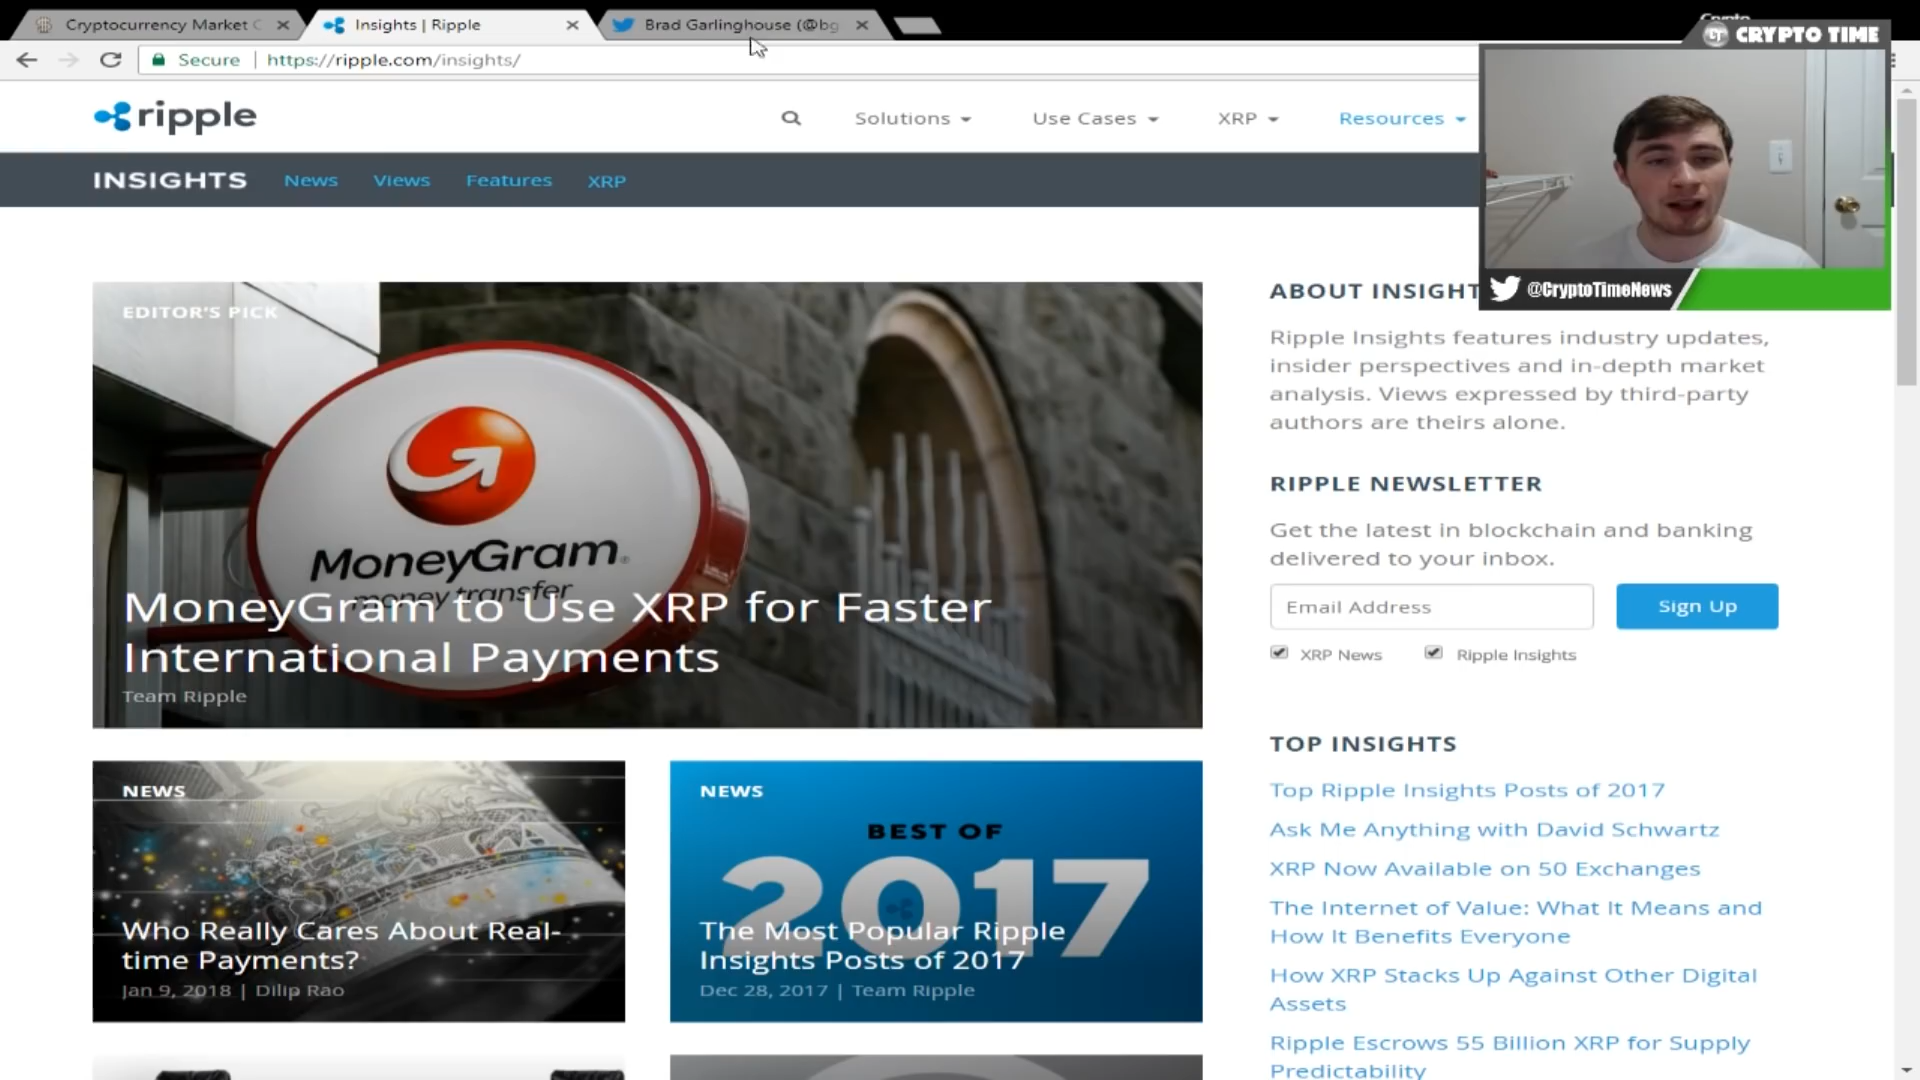 Cryptocurrency Market C
Insights | Ripple
Brad Garlinghouse (@bg
Crypto
CRYPTO TIME
Secure
https://ripple.com/insights/
ripple
Solutions
Use Cases
XRP
Resources
INSIGHTS
News
Views
Features
XRP
@CryptoTimeNews
EDITOR'S PICK
MoneyGram
money transfer
MoneyGram to Use XRP for Faster
International Payments
Team Ripple
NEWS
Who Really Cares About Real-
time Payments?
Jan 9, 2018 | Dilip Rao
NEWS
BEST OF
2017
The Most Popular Ripple
Insights Posts of 2017
Dec 28, 2017 | Team Ripple
ABOUT INSIGHT
Ripple Insights features industry updates,
insider perspectives and in-depth market
analysis. Views expressed by third-party
authors are theirs alone.
RIPPLE NEWSLETTER
Get the latest in blockchain and banking
delivered to your inbox.
Email Address
Sign Up
XRP News
Ripple Insights
TOP INSIGHTS
Top Ripple Insights Posts of 2017
Ask Me Anything with David Schwartz
XRP Now Available on 50 Exchanges
The Internet of Value: What It Means and
How It Benefits Everyone
How XRP Stacks Up Against Other Digital
Assets
Ripple Escrows 55 Billion XRP for Supply
Predictability